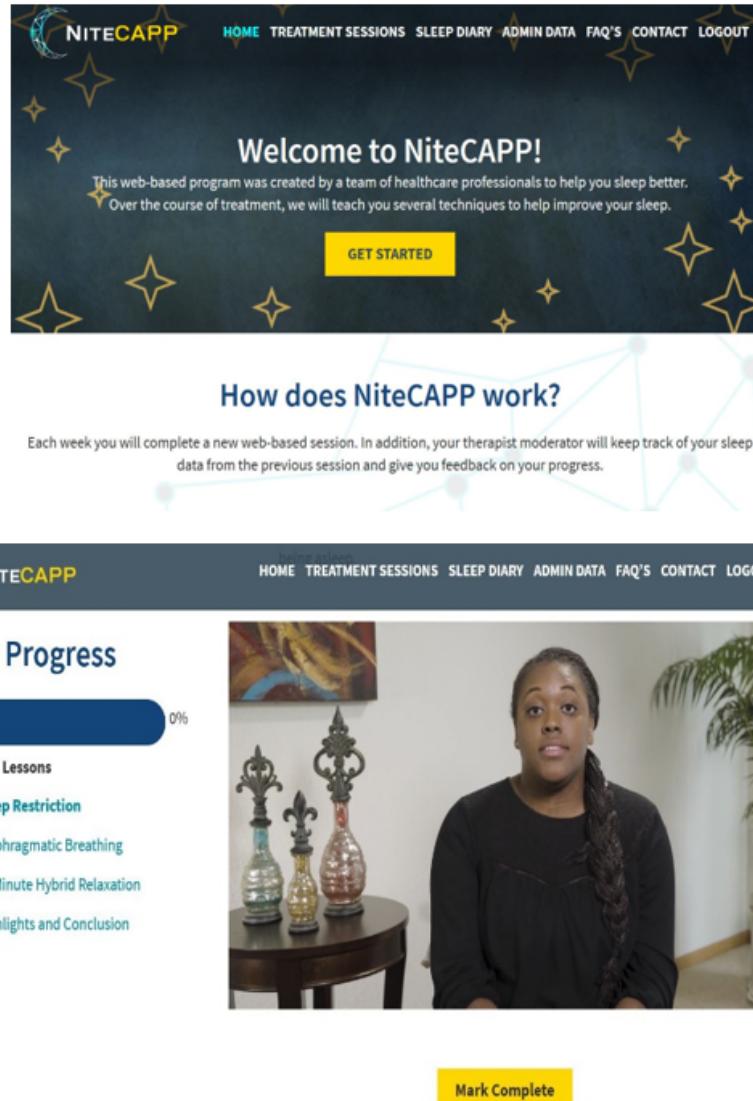 NITECAPP
HOME TREATMENT SESSIONS SLEEP DIARY ADMIN DATA FAQ'S CONTACT LOGOUT
Welcome to NiteCAPP!
This web-based program was created by a team of healthcare professionals to help you sleep better.
Over the course of treatment, we will teach you several techniques to help improve your sleep.
GET STARTED
How does NiteCAPP work?
Each week you will complete a new web-based session. In addition, your therapist moderator will keep track of your sleep
data from the previous session and give you feedback on your progress.
being asleep
TECAPP
HOME TREATMENT SESSIONS SLEEP DIARY ADMIN DATA FAQ'S CONTACT LOGO
Progress
0%
Lessons
ep Restriction
phragmatic Breathing
Minute Hybrid Relaxation
hlights and Conclusion
Mark Complete